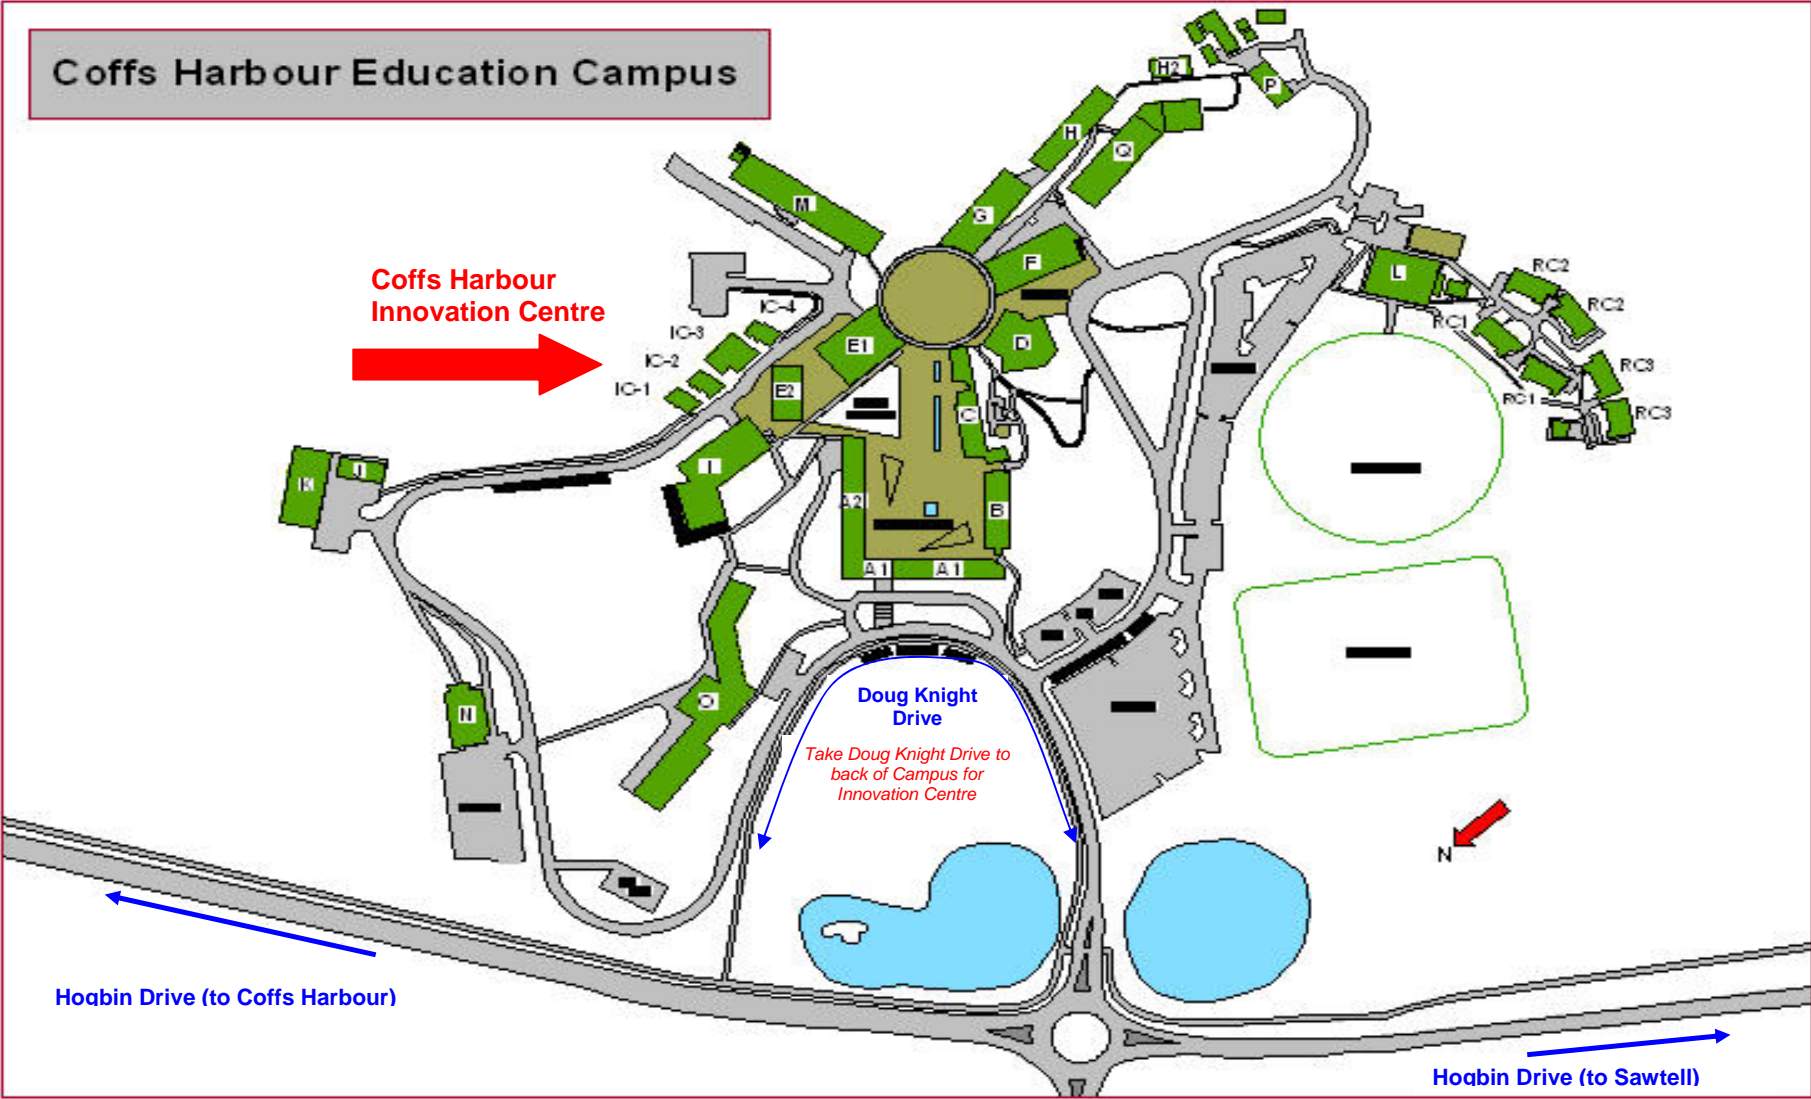 Coffs Harbour Education Campus
H2
P
H
Q
M
G
F
L
RC2
RC2
Coffs Harbour
Innovation Centre
IC-4
IC-3
IC-2
IC-1
E1
D
RC1
RC3
RC1
RC3
E2
C
I
K
J
A2
B
A1
A1
N
O
Doug Knight
Drive
Take Doug Knight Drive to
back of Campus for
Innovation Centre
N
Hogbin Drive (to Coffs Harbour)
Hogbin Drive (to Sawtell)